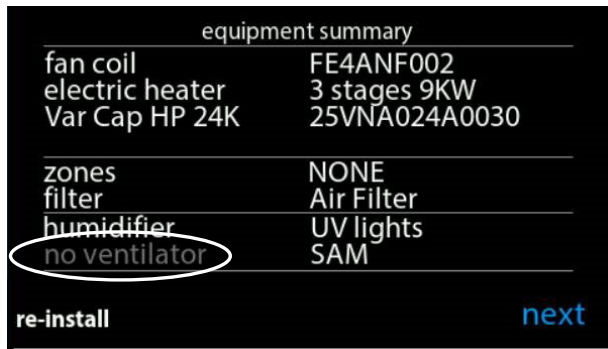 equipment summary
fan coil FE4ANF002
electric heater 3 stages 9KW
Var Cap HP 24K 25VNA024A0030
zones NONE
filter Air Filter
humidifier UV lights
no ventilator SAM
re-install next